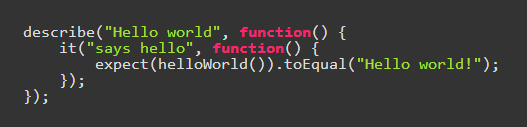 describe("Hello world", function() {
    it("says hello", function() {
        expect(helloWorld()).toEqual("Hello world!");
    });
});